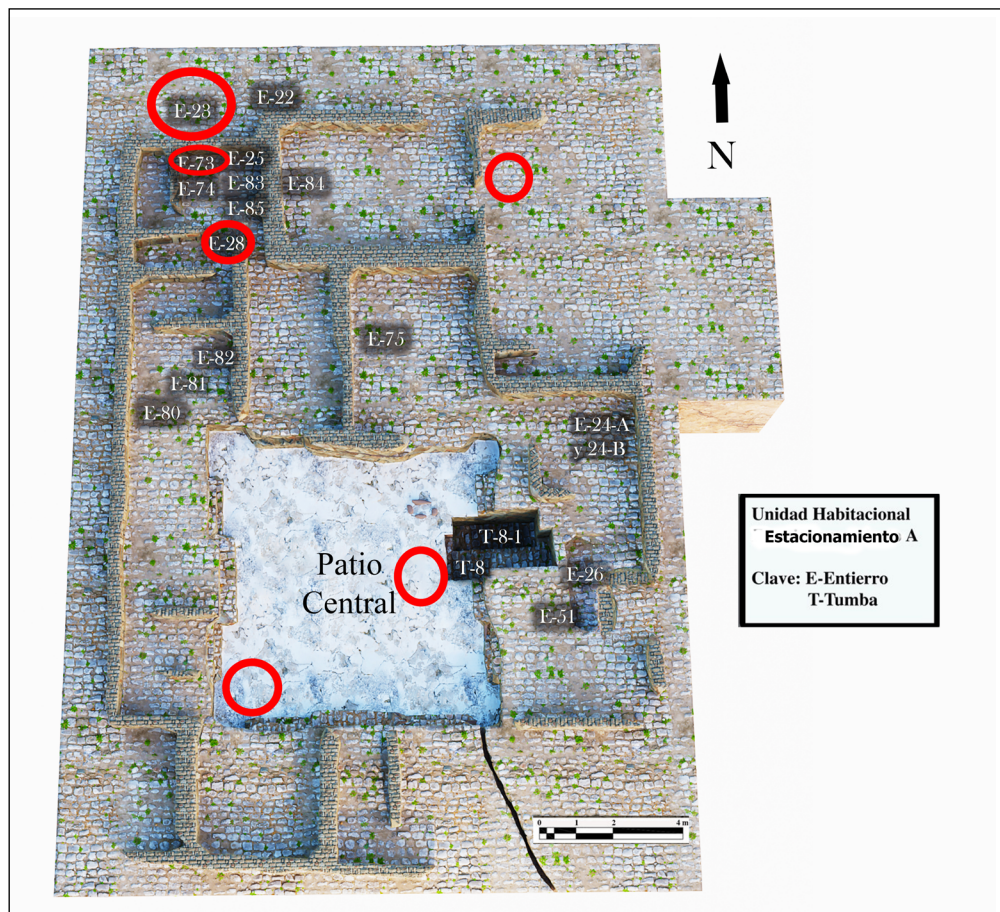 E-22
E-23
N
E-73
E-25
E-74
E-83
E-84
E-85
E-28
E-75
E-82
E-81
E-80
E-24-A
y 24-B
T-8-1
T-8
Patio
Central
E-26
E-51
Unidad Habitacional
Estacionamiento A
Clave: E-Entierro
T-Tumba
0 1 2 4 m